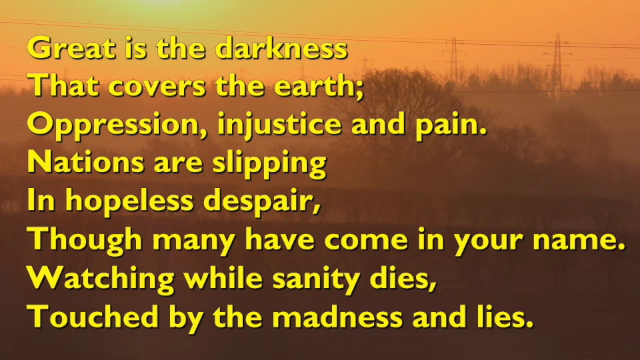 Great is the darkness
That covers the earth;
Oppression, injustice and pain.
Nations are slipping
In hopeless despair,
Though many have come in your name.
Watching while sanity dies,
Touched by the madness and lies.